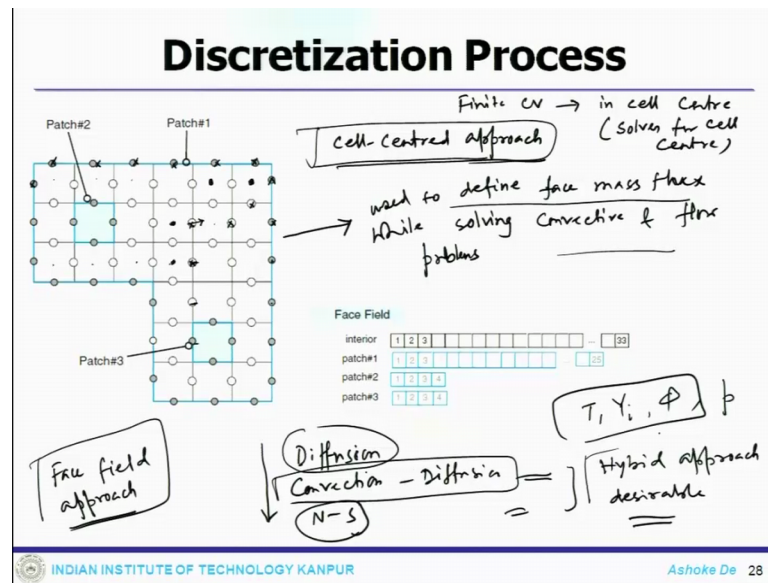 Discretization Process
Patch#2
Patch#1
Finite CV → in cell centre
(solves for cell
centre)
Cell-Centred approach
used to define face mass flux
while solving Convective & flow
problems
Patch#3
Face Field
interior 1 2 3 ... 33
patch#1 1 2 3 ... 25
patch#2 1 2 3 4
patch#3 1 2 3 4
T, Yi, Φ, p
Face field
approach
Diffusion
Convection - Diffusion =
N-S =
Hybrid approach
desirable
INDIAN INSTITUTE OF TECHNOLOGY KANPUR
Ashoke De 28